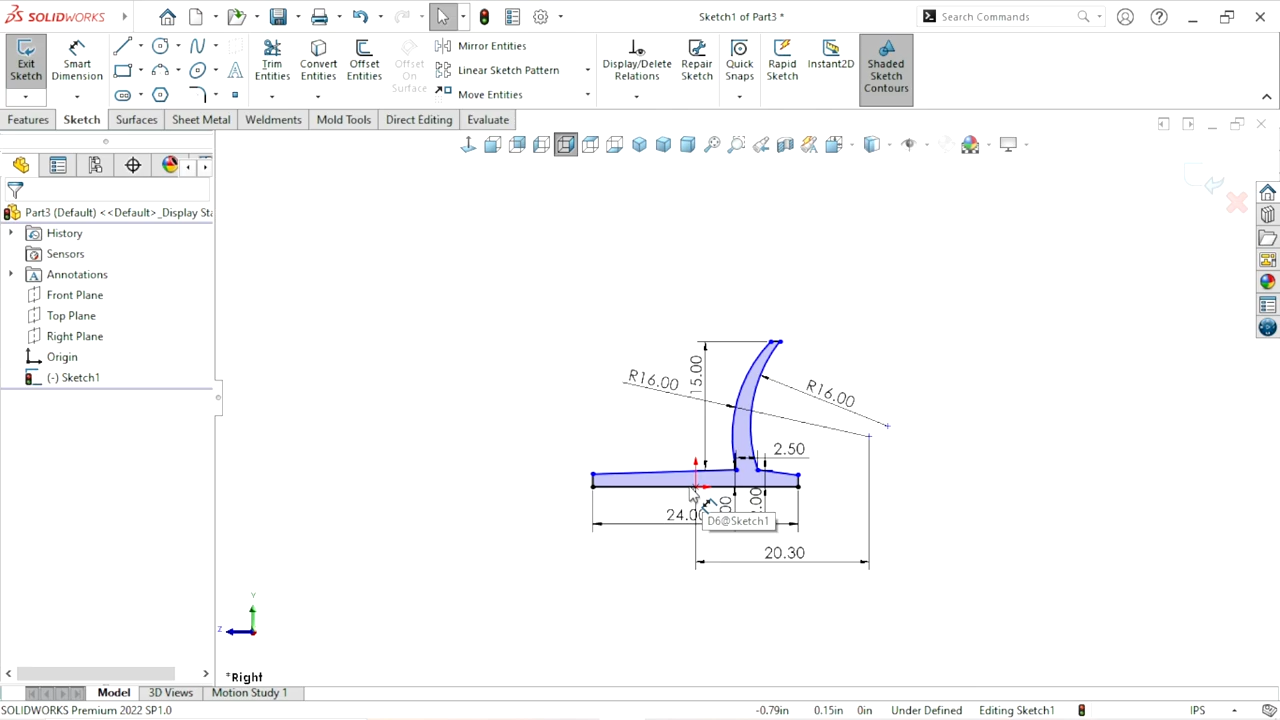 SOLIDWORKS
Sketch1 of Part3 *
Search Commands
Exit Sketch
Smart Dimension
Trim Entities
Convert Entities
Offset Entities
Offset On Surface
Mirror Entities
Linear Sketch Pattern
Move Entities
Display/Delete Relations
Repair Sketch
Quick Snaps
Rapid Sketch
Instant2D
Shaded Sketch Contours
Features
Sketch
Surfaces
Sheet Metal
Weldments
Mold Tools
Direct Editing
Evaluate
Part3 (Default) <<Default>_Display Sta
History
Sensors
Annotations
Front Plane
Top Plane
Right Plane
Origin
(-) Sketch1
15.00
R16.00
R16.00
2.50
24.00
D6@Sketch1
20.30
Y
Z
*Right
Model
3D Views
Motion Study 1
SOLIDWORKS Premium 2022 SP1.0
-0.79in
0.15in
0in
Under Defined
Editing Sketch1
IPS